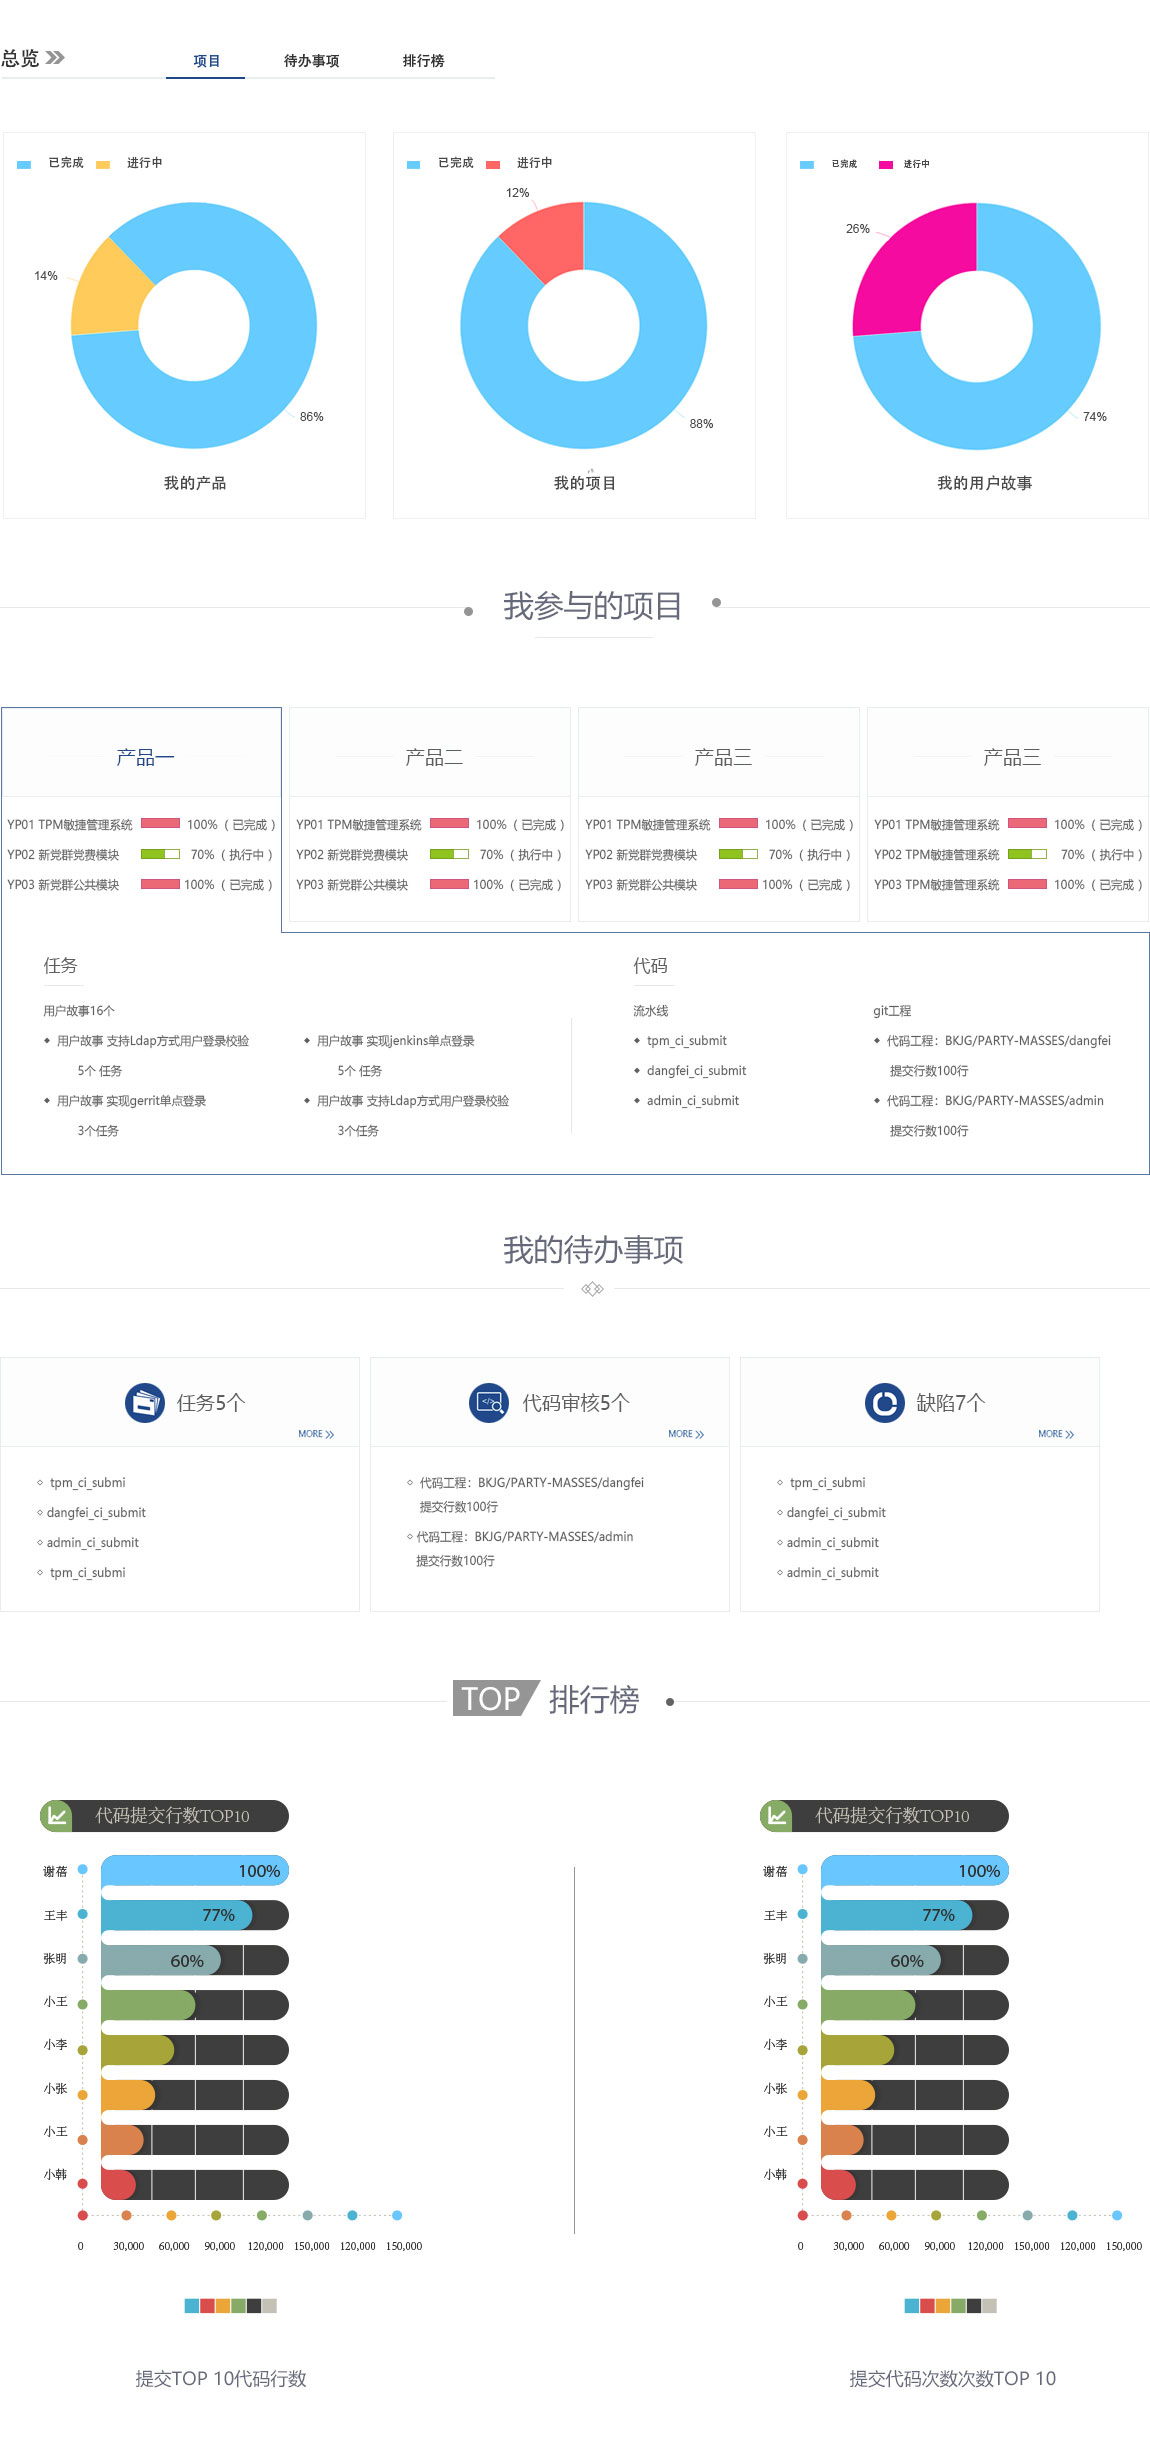 总览
项目 待办事项 排行榜
已完成 进行中
14%
86%
我的产品
已完成 进行中
12%
88%
我的项目
已完成 进行中
26%
74%
我的用户故事
我参与的项目
产品一
YP01 TPM敏捷管理系统 100%（已完成）
YP02 新党群党费模块 70%（执行中）
YP03 新党群公共模块 100%（已完成）
产品二
YP01 TPM敏捷管理系统 100%（已完成）
YP02 新党群党费模块 70%（执行中）
YP03 新党群公共模块 100%（已完成）
产品三
YP01 TPM敏捷管理系统 100%（已完成）
YP02 新党群党费模块 70%（执行中）
YP03 新党群公共模块 100%（已完成）
产品三
YP01 TPM敏捷管理系统 100%（已完成）
YP02 TPM敏捷管理系统 70%（执行中）
YP03 TPM敏捷管理系统 100%（已完成）
任务
用户故事16个
用户故事 支持Ldap方式用户登录校验
5个 任务
用户故事 实现gerrit单点登录
3个任务
用户故事 实现jenkins单点登录
5个 任务
用户故事 支持Ldap方式用户登录校验
3个任务
代码
流水线
tpm_ci_submit
dangfei_ci_submit
admin_ci_submit
git工程
代码工程：BKJG/PARTY-MASSES/dangfei
提交行数100行
代码工程：BKJG/PARTY-MASSES/admin
提交行数100行
我的待办事项
任务5个
MORE
tpm_ci_submi
dangfei_ci_submit
admin_ci_submit
tpm_ci_submi
代码审核5个
MORE
代码工程：BKJG/PARTY-MASSES/dangfei
提交行数100行
代码工程：BKJG/PARTY-MASSES/admin
提交行数100行
缺陷7个
MORE
tpm_ci_submi
dangfei_ci_submit
admin_ci_submit
admin_ci_submit
TOP 排行榜
代码提交行数TOP10
谢蓓 100%
王丰 77%
张明 60%
小王
小李
小张
小王
小韩
0 30,000 60,000 90,000 120,000 150,000 120,000 150,000
提交TOP 10代码行数
代码提交行数TOP10
谢蓓 100%
王丰 77%
张明 60%
小王
小李
小张
小王
小韩
0 30,000 60,000 90,000 120,000 150,000 120,000 150,000
提交代码次数次数TOP 10